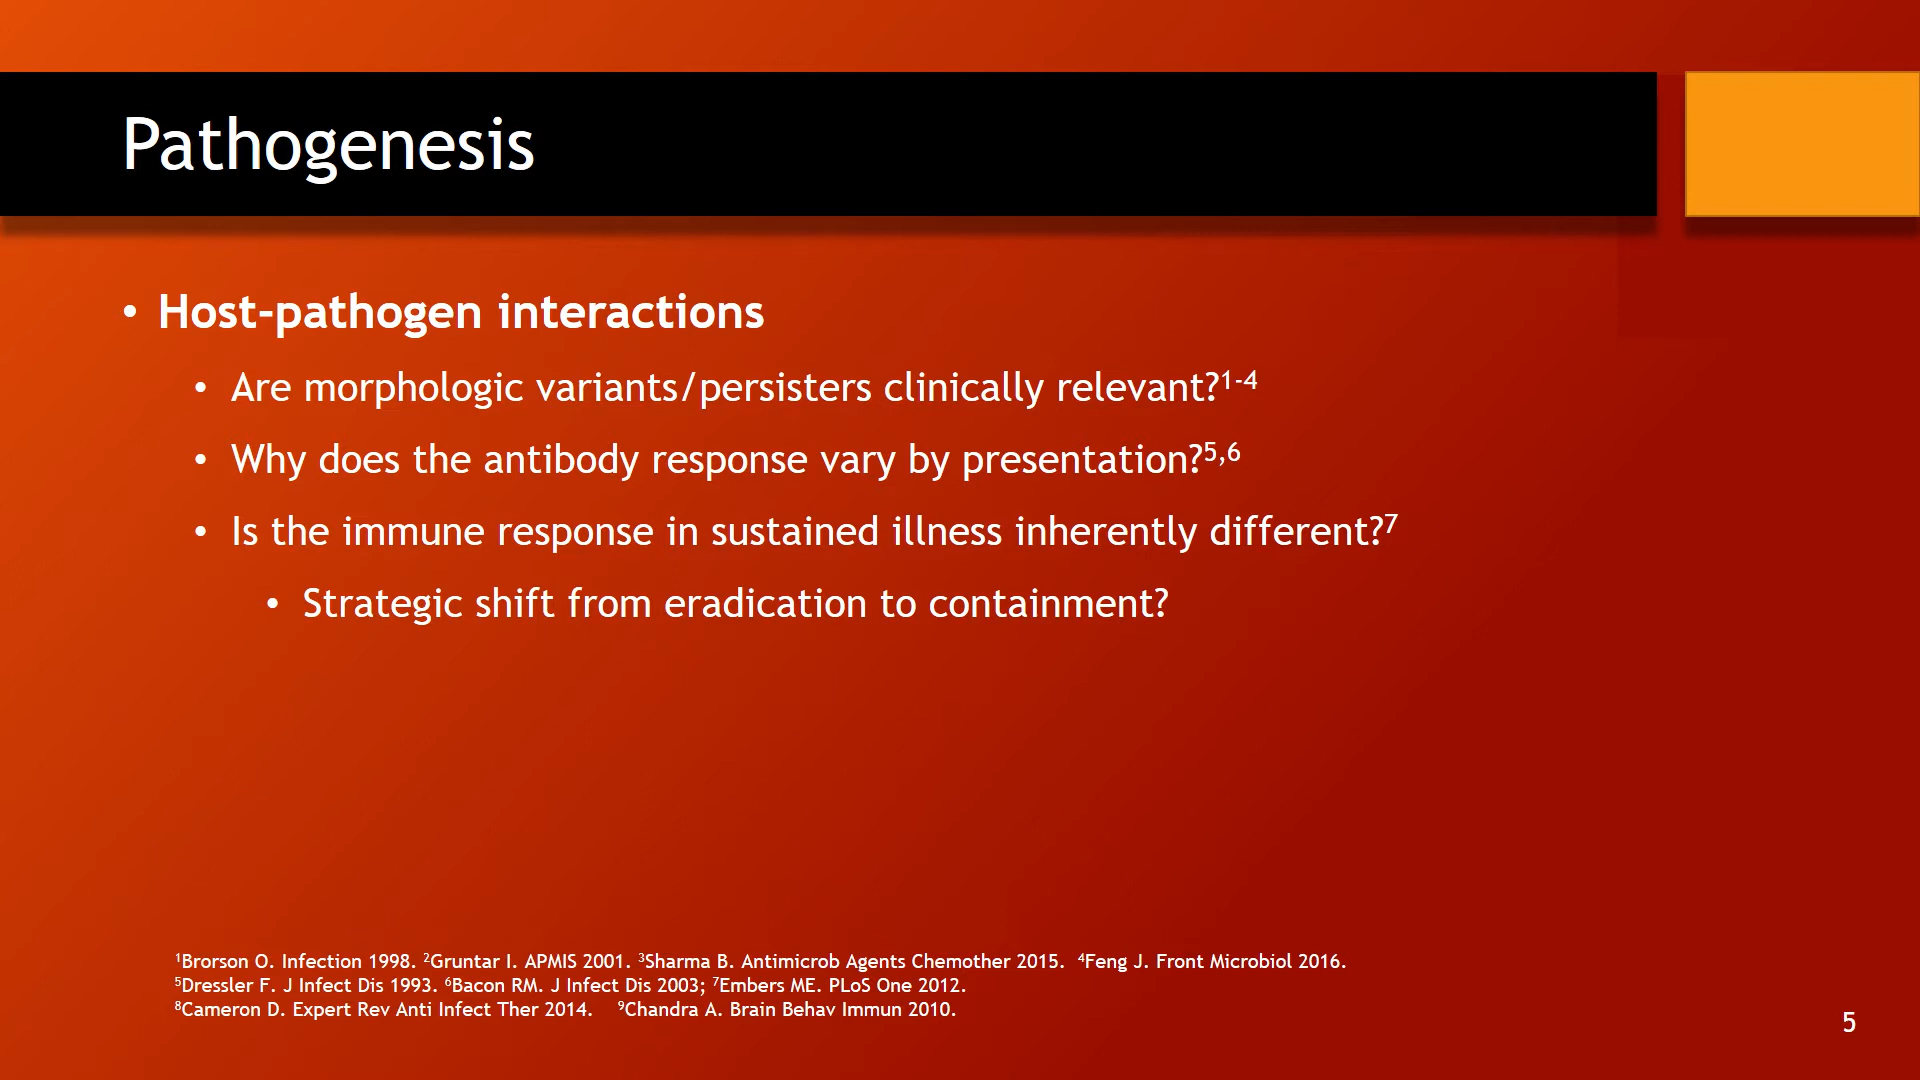 Pathogenesis
• Host-pathogen interactions
• Are morphologic variants/persisters clinically relevant?¹⁻⁴
• Why does the antibody response vary by presentation?⁵,⁶
• Is the immune response in sustained illness inherently different?⁷
• Strategic shift from eradication to containment?
¹Brorson O. Infection 1998. ²Gruntar I. APMIS 2001. ³Sharma B. Antimicrob Agents Chemother 2015. ⁴Feng J. Front Microbiol 2016.
⁵Dressler F. J Infect Dis 1993. ⁶Bacon RM. J Infect Dis 2003; ⁷Embers ME. PLoS One 2012.
⁸Cameron D. Expert Rev Anti Infect Ther 2014. ⁹Chandra A. Brain Behav Immun 2010.
5